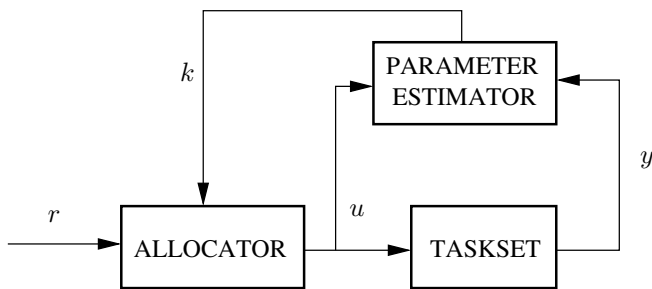 PARAMETER
ESTIMATOR
k
y
r
u
ALLOCATOR
TASKSET